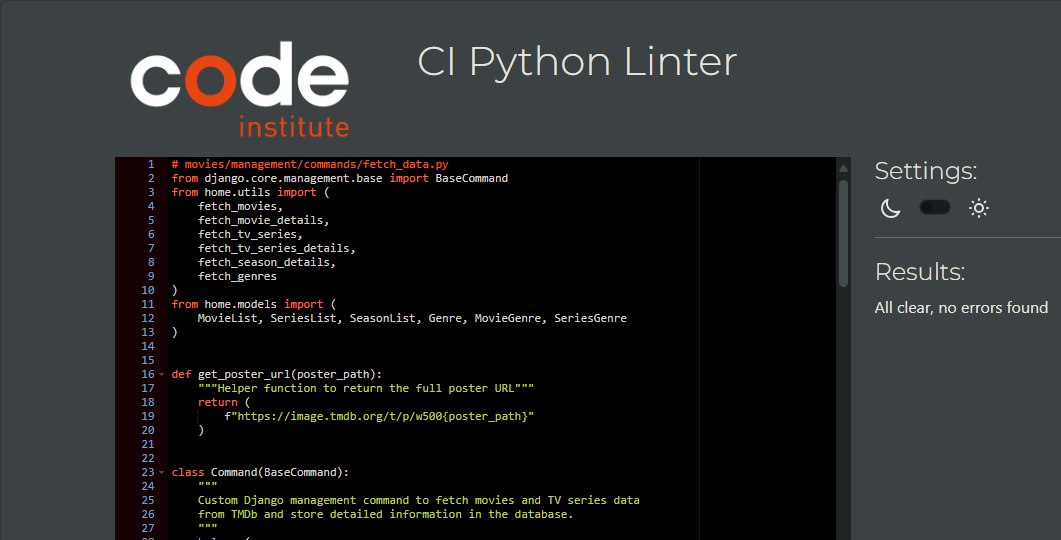 code
institute
CI Python Linter
1 # movies/management/commands/fetch_data.py
2 from django.core.management.base import BaseCommand
3 from home.utils import (
4     fetch_movies,
5     fetch_movie_details,
6     fetch_tv_series,
7     fetch_tv_series_details,
8     fetch_season_details,
9     fetch_genres
10 )
11 from home.models import (
12     MovieList, SeriesList, SeasonList, Genre, MovieGenre, SeriesGenre
13 )
14
15
16 def get_poster_url(poster_path):
17     """Helper function to return the full poster URL"""
18     return (
19         f"https://image.tmdb.org/t/p/w500{poster_path}"
20     )
21
22
23 class Command(BaseCommand):
24     """
25     Custom Django management command to fetch movies and TV series data
26     from TMDb and store detailed information in the database.
27     """
Settings:
Results:
All clear, no errors found